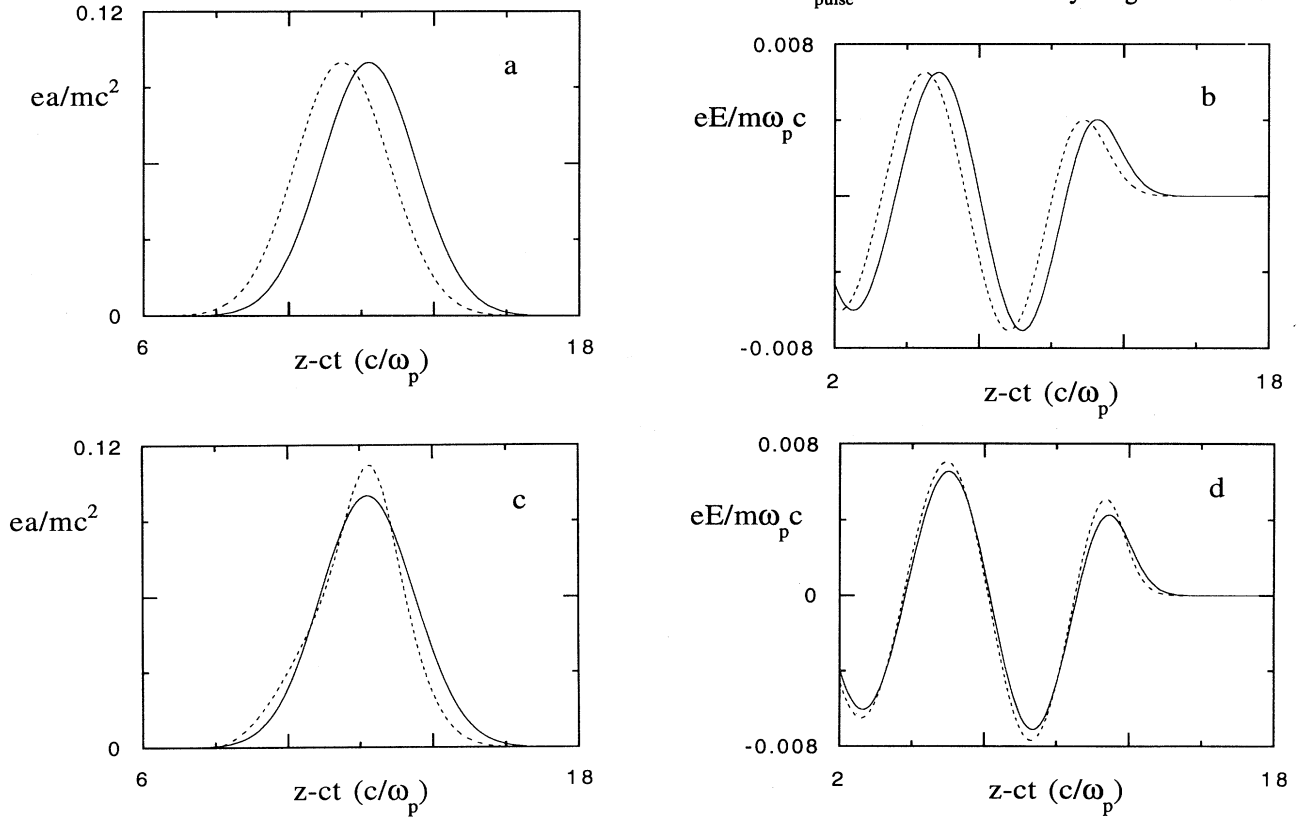 pulse
0.12
a
ea/mc²
0
6
18
z-ct (c/ωp)
0.008
b
eE/mωp c
-0.008
2
18
z-ct (c/ωp)
0.12
c
ea/mc²
0
6
18
z-ct (c/ωp)
0.008
d
eE/mωp c
0
-0.008
2
18
z-ct (c/ωp)